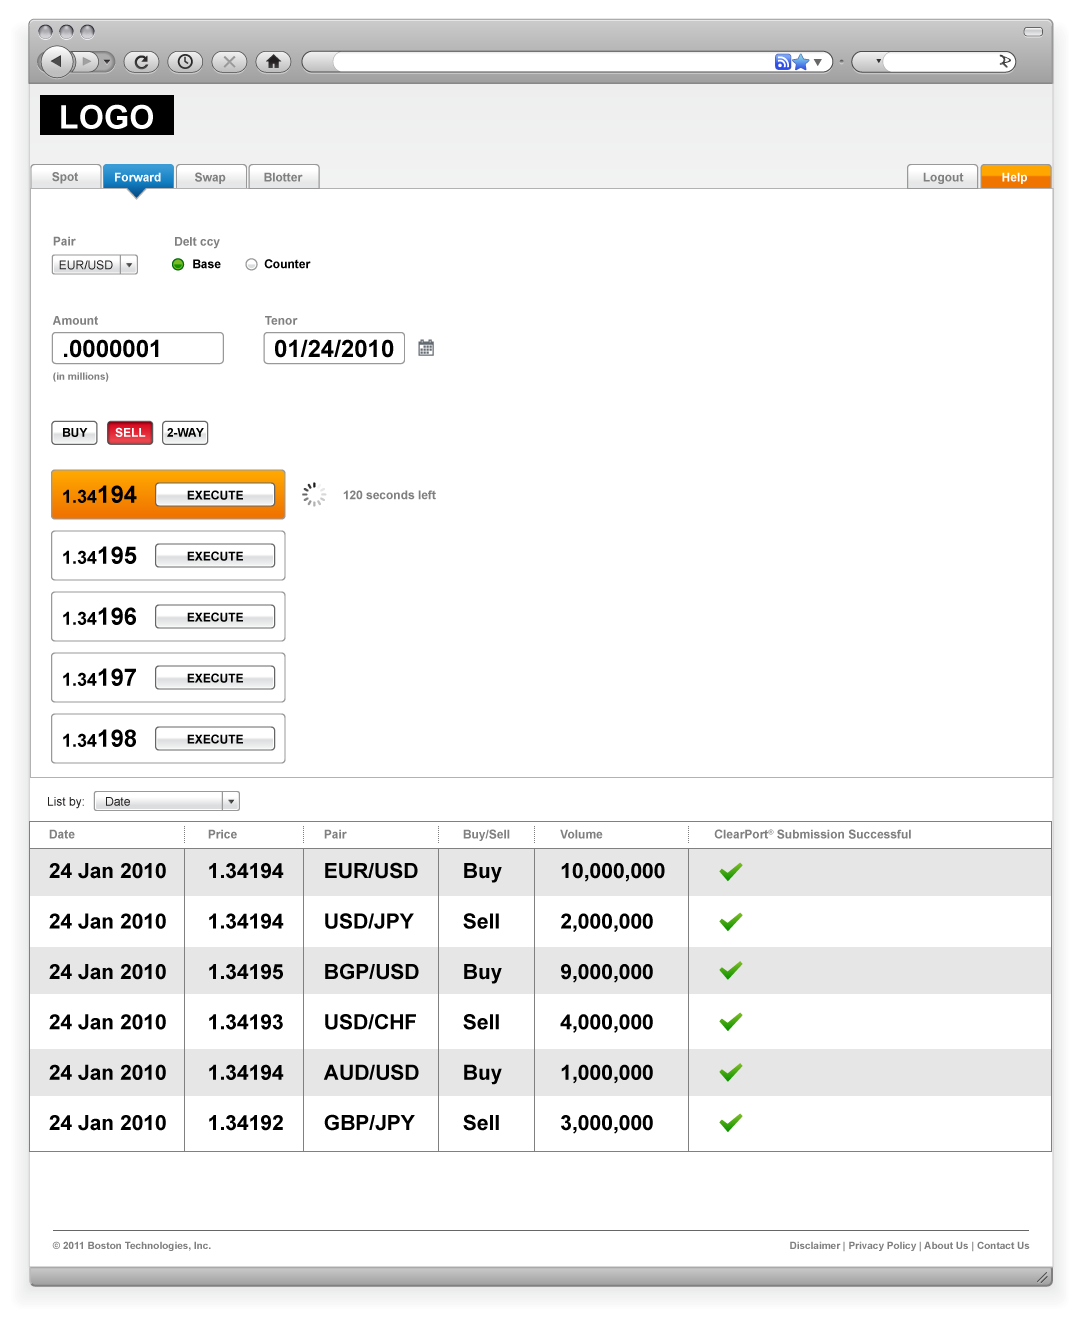 LOGO
Spot Forward Swap Blotter Logout Help
Pair Delt ccy
EUR/USD Base Counter
Amount Tenor
.0000001 01/24/2010
(in millions)
BUY SELL 2-WAY
1.34194 EXECUTE 120 seconds left
1.34195 EXECUTE
1.34196 EXECUTE
1.34197 EXECUTE
1.34198 EXECUTE
List by: Date
Date Price Pair Buy/Sell Volume ClearPort® Submission Successful
24 Jan 2010 1.34194 EUR/USD Buy 10,000,000
24 Jan 2010 1.34194 USD/JPY Sell 2,000,000
24 Jan 2010 1.34195 BGP/USD Buy 9,000,000
24 Jan 2010 1.34193 USD/CHF Sell 4,000,000
24 Jan 2010 1.34194 AUD/USD Buy 1,000,000
24 Jan 2010 1.34192 GBP/JPY Sell 3,000,000
© 2011 Boston Technologies, Inc. Disclaimer | Privacy Policy | About Us | Contact Us